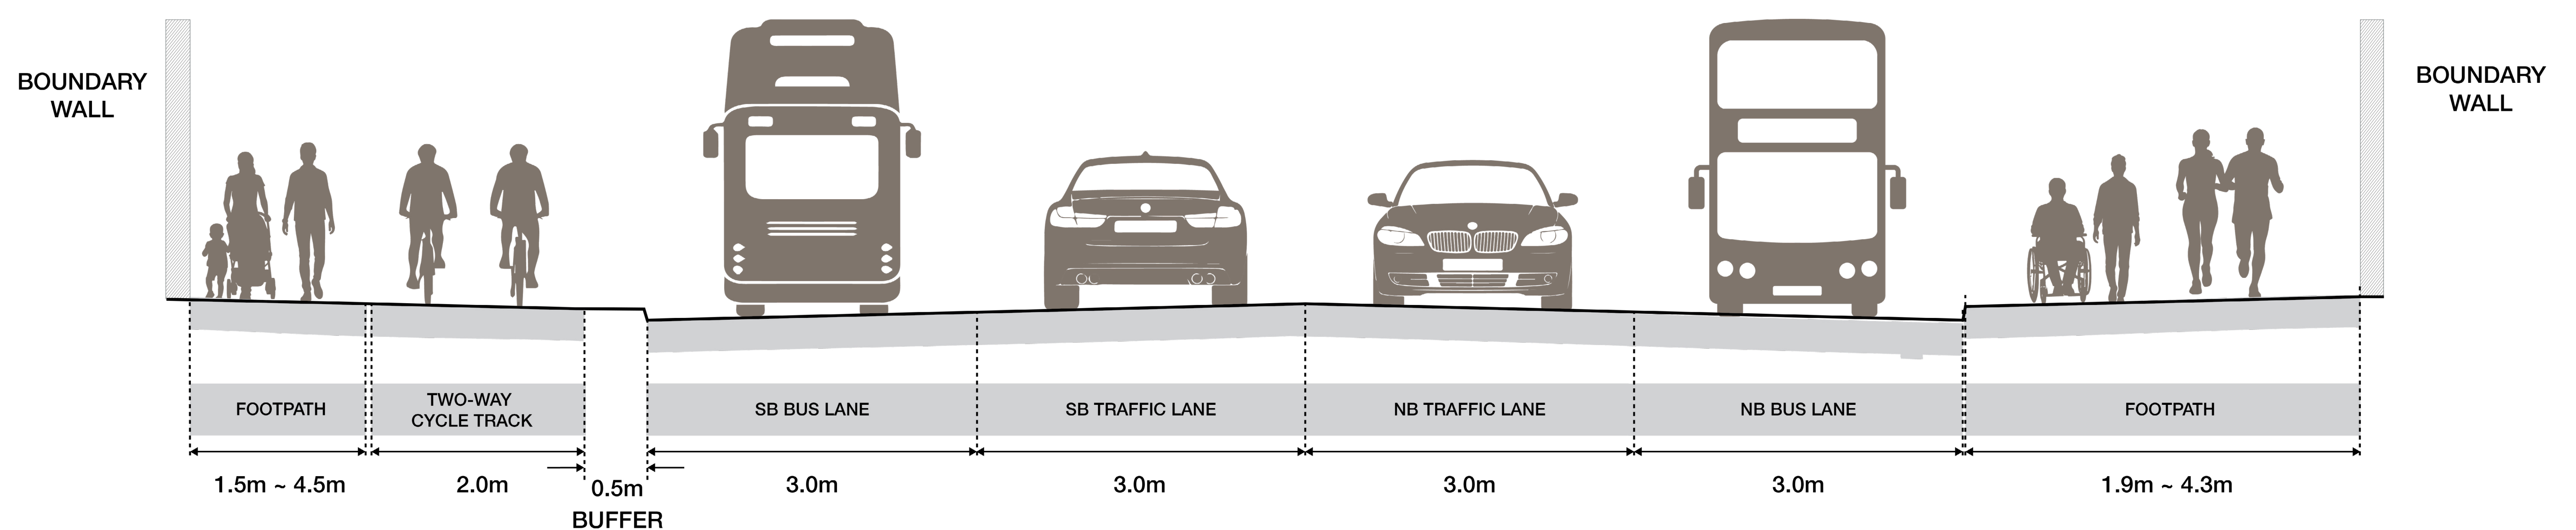 BOUNDARY
WALL
BOUNDARY
WALL
FOOTPATH
TWO-WAY
CYCLE TRACK
SB BUS LANE
SB TRAFFIC LANE
NB TRAFFIC LANE
NB BUS LANE
FOOTPATH
1.5m ~ 4.5m
2.0m
0.5m
BUFFER
3.0m
3.0m
3.0m
3.0m
1.9m ~ 4.3m